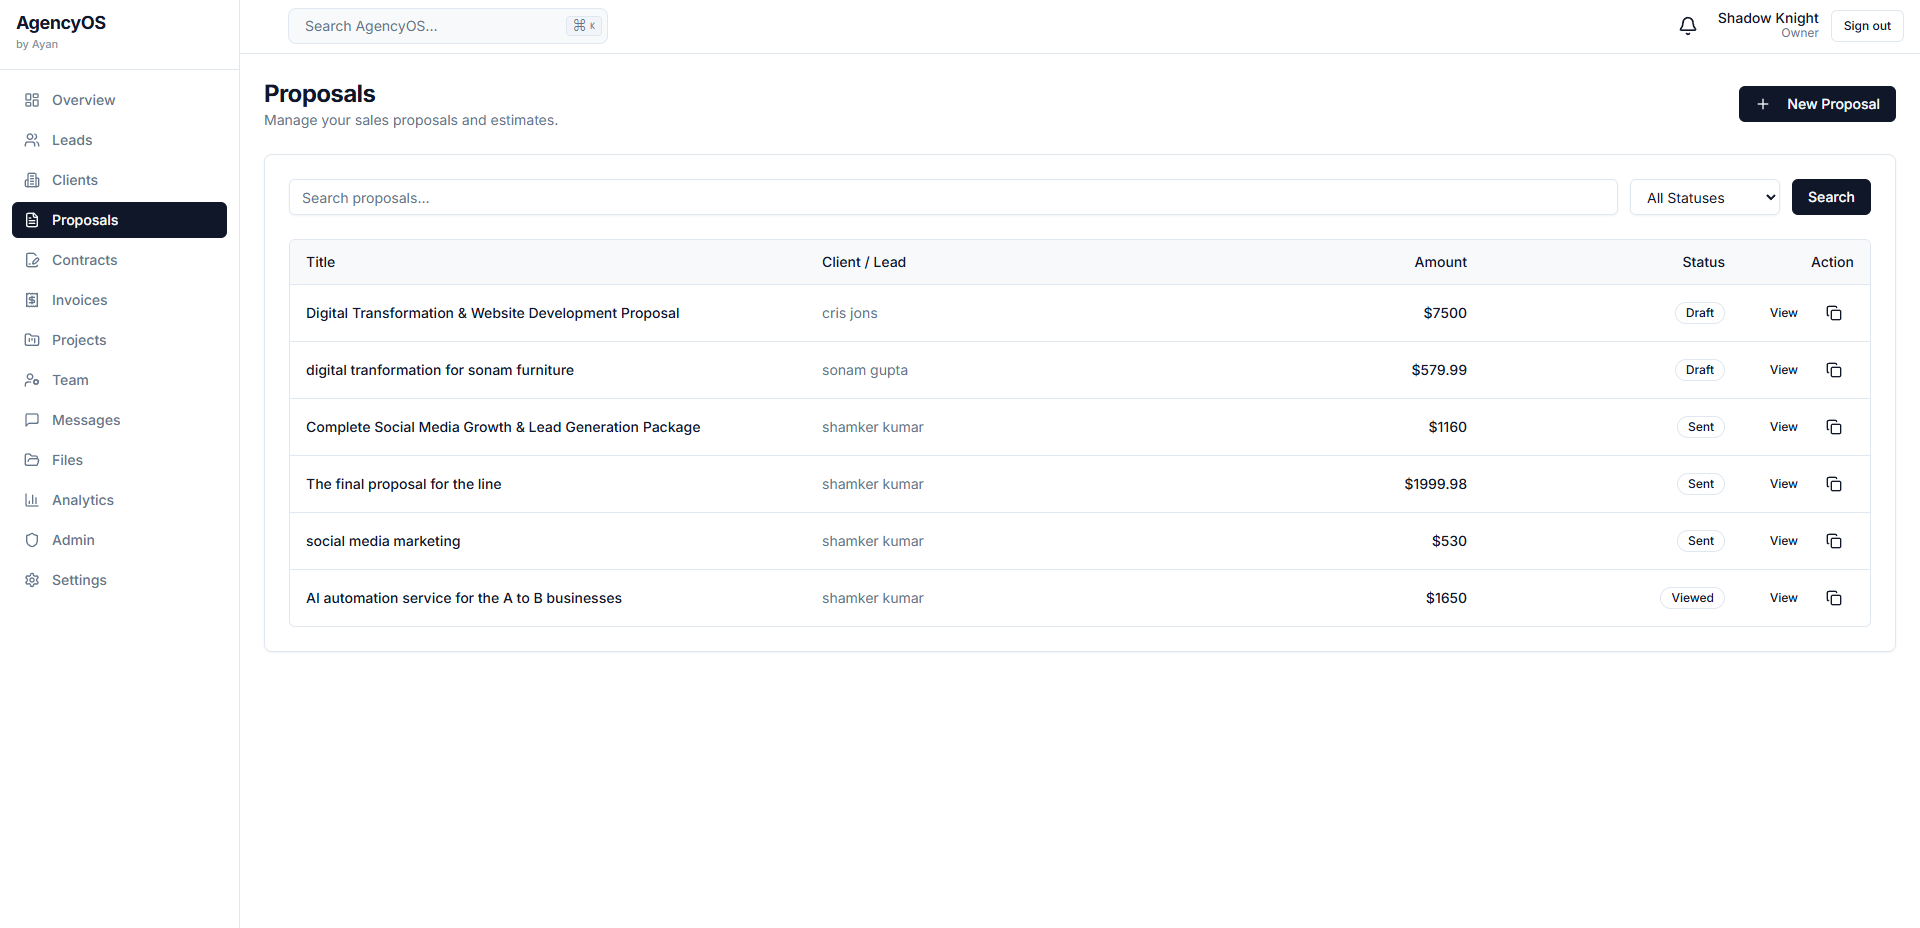 AgencyOS
by Ayan
Search AgencyOS...
⌘ K
Shadow Knight
Owner
Sign out
Overview
Leads
Clients
Proposals
Contracts
Invoices
Projects
Team
Messages
Files
Analytics
Admin
Settings
Proposals
Manage your sales proposals and estimates.
New Proposal
Search proposals...
All Statuses
Search
Title Client / Lead Amount Status Action
Digital Transformation & Website Development Proposal cris jons $7500 Draft View
digital tranformation for sonam furniture sonam gupta $579.99 Draft View
Complete Social Media Growth & Lead Generation Package shamker kumar $1160 Sent View
The final proposal for the line shamker kumar $1999.98 Sent View
social media marketing shamker kumar $530 Sent View
AI automation service for the A to B businesses shamker kumar $1650 Viewed View